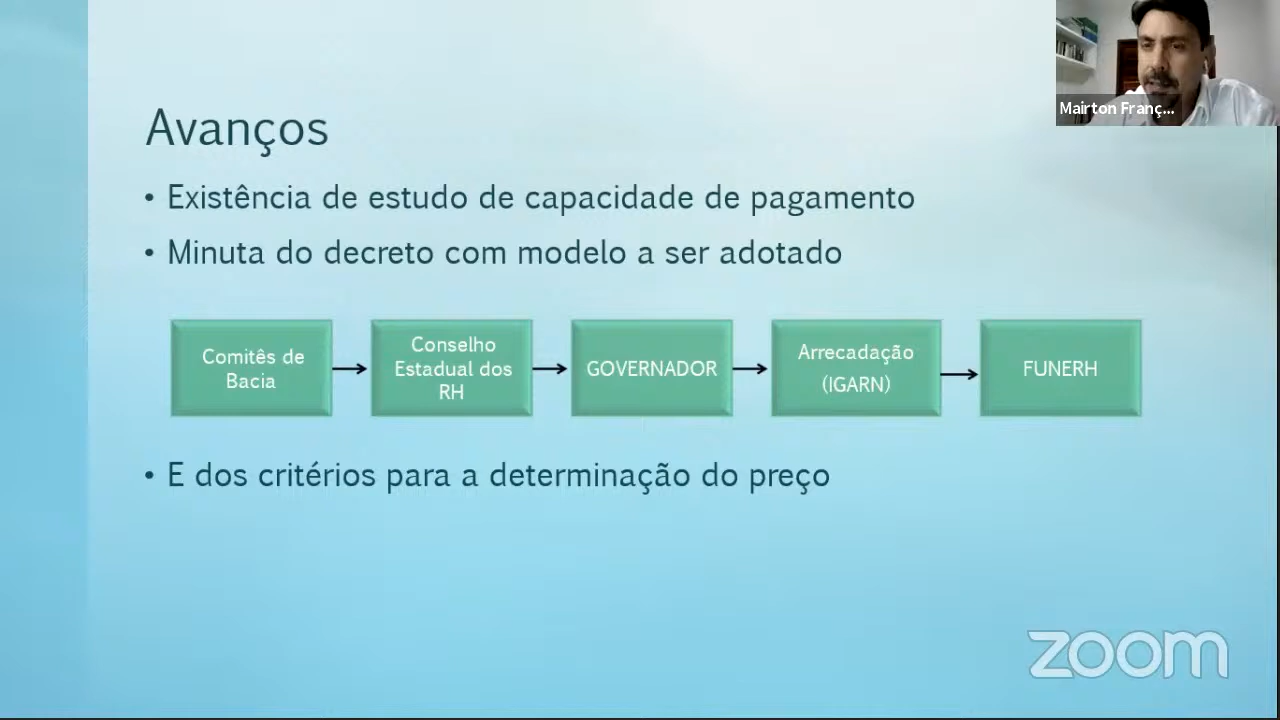 Mairton Franç...
Avanços
• Existência de estudo de capacidade de pagamento
• Minuta do decreto com modelo a ser adotado
Comitês de
Bacia
Conselho
Estadual dos
RH
GOVERNADOR
Arrecadação
(IGARN)
FUNERH
• E dos critérios para a determinação do preço
zoom